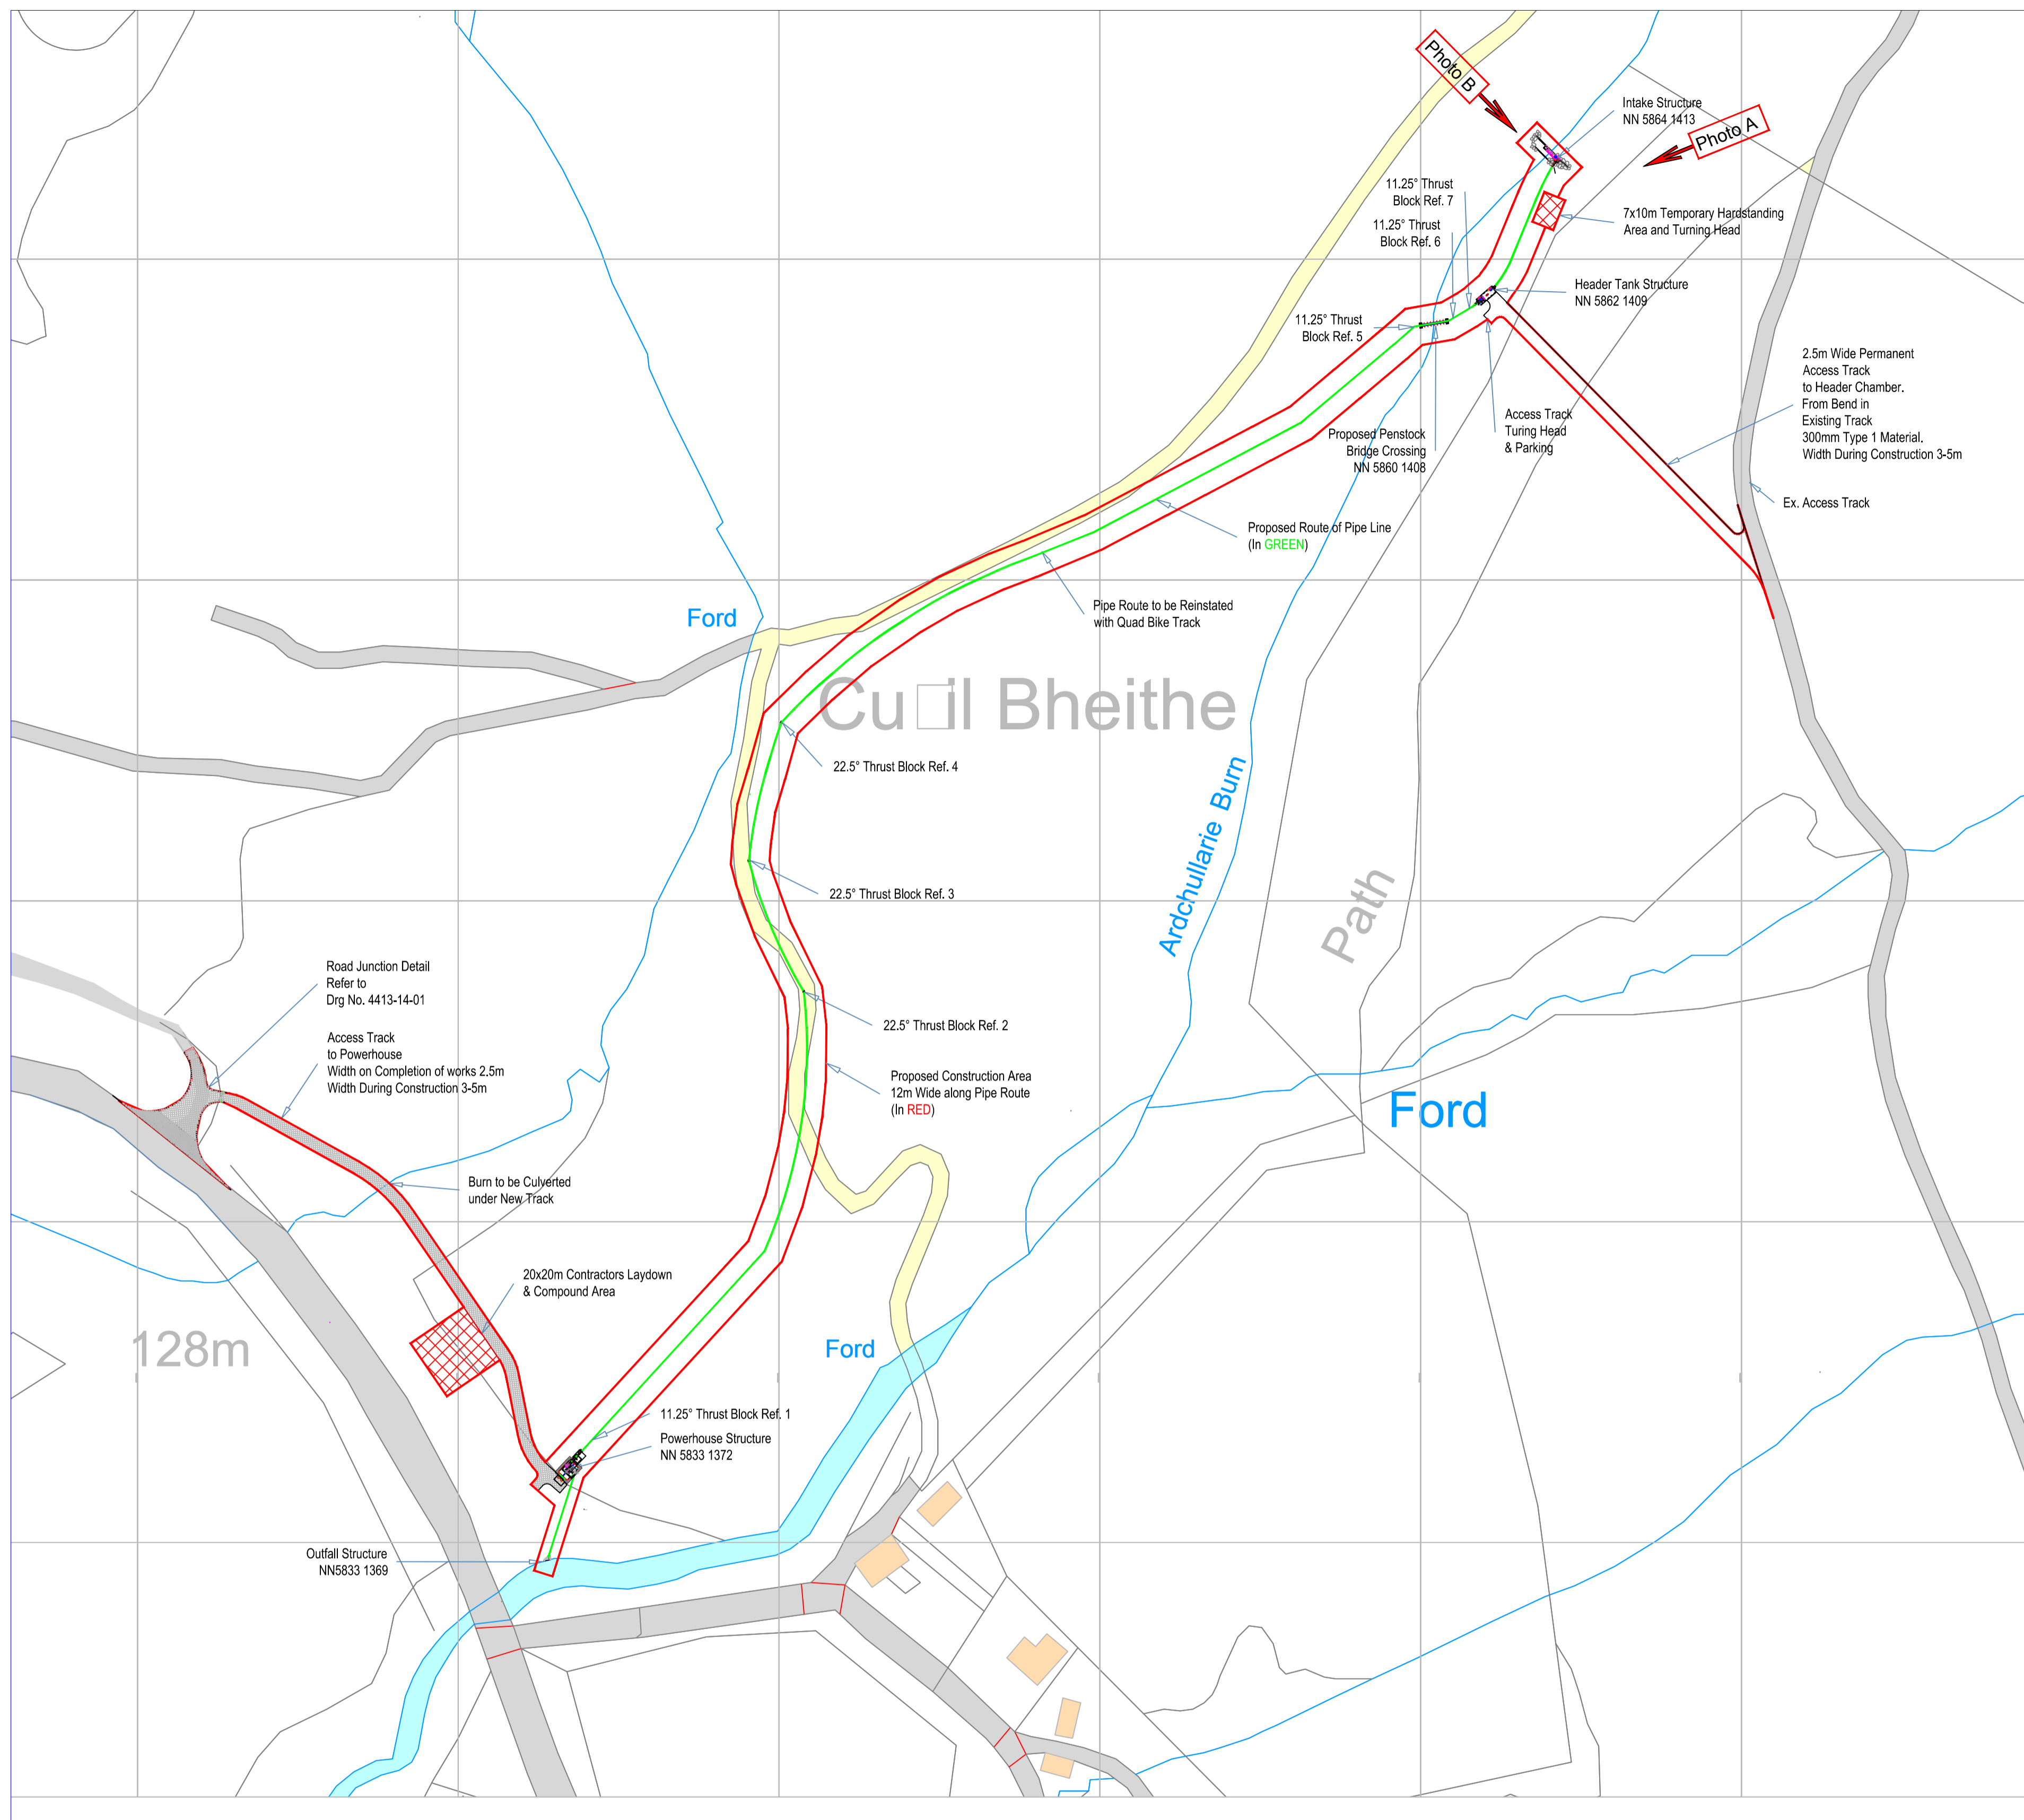 Photo B
Intake Structure
NN 5864 1413
Photo A
11.25° Thrust
Block Ref. 7
7x10m Temporary Hardstanding
Area and Turning Head
11.25° Thrust
Block Ref. 6
Header Tank Structure
NN 5862 1409
11.25° Thrust
Block Ref. 5
2.5m Wide Permanent
Access Track
to Header Chamber.
From Bend in
Existing Track
300mm Type 1 Material.
Width During Construction 3-5m
Access Track
Turing Head
& Parking
Proposed Penstock
Bridge Crossing
NN 5860 1408
Ex. Access Track
Proposed Route of Pipe Line
(In GREEN)
Pipe Route to be Reinstated
with Quad Bike Track
Ford
Cu□il Bheithe
22.5° Thrust Block Ref. 4
Ardchullarie Burn
Path
22.5° Thrust Block Ref. 3
Road Junction Detail
Refer to
Drg No. 4413-14-01
22.5° Thrust Block Ref. 2
Access Track
to Powerhouse
Width on Completion of works 2.5m
Width During Construction 3-5m
Proposed Construction Area
12m Wide along Pipe Route
(In RED)
Ford
Burn to be Culverted
under New Track
20x20m Contractors Laydown
& Compound Area
128m
Ford
11.25° Thrust Block Ref. 1
Powerhouse Structure
NN 5833 1372
Outfall Structure
NN5833 1369